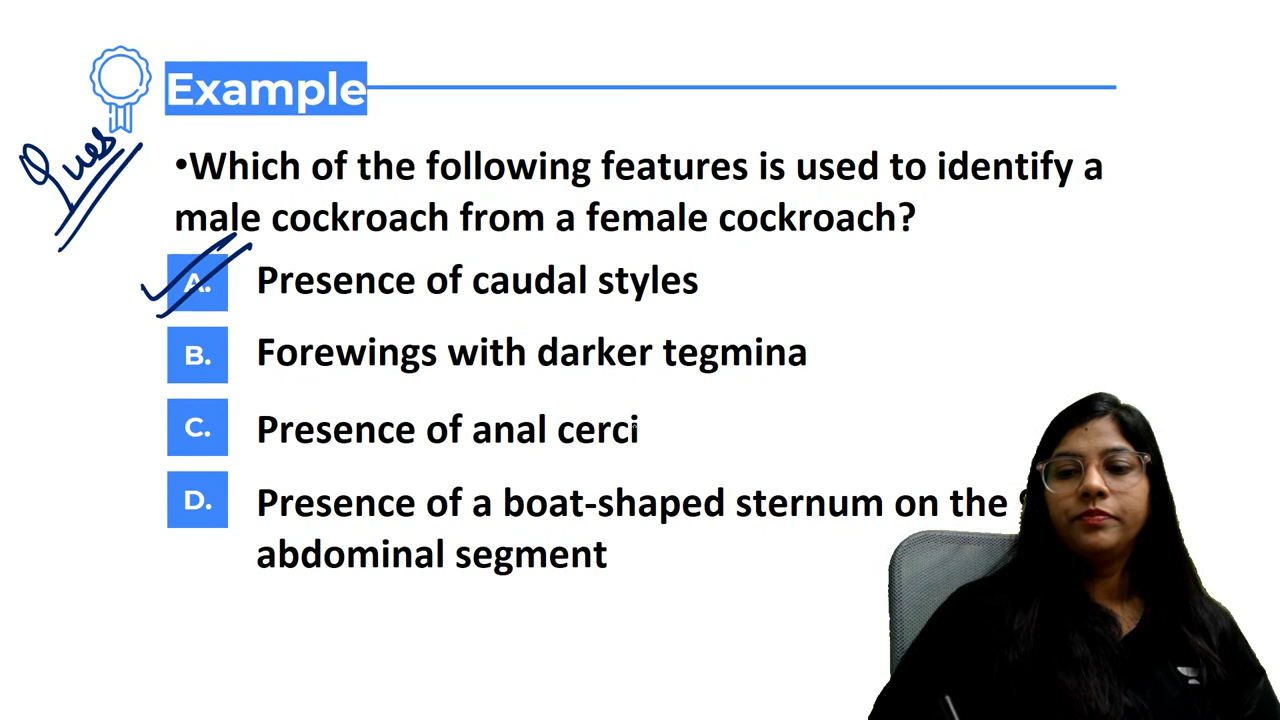 Example
Ques
•Which of the following features is used to identify a
male cockroach from a female cockroach?
A. Presence of caudal styles
B. Forewings with darker tegmina
C. Presence of anal cerci
D. Presence of a boat-shaped sternum on the
abdominal segment